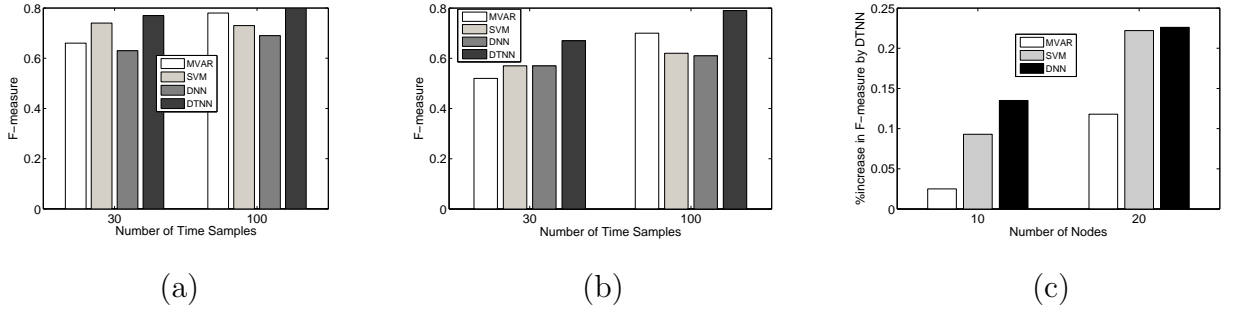 0.8
0.6
0.4
0.2
0
F−measure
MVAR
SVM
DNN
DTNN
30
100
Number of Time Samples
(a)
0.8
0.6
0.4
0.2
0
F−measure
MVAR
SVM
DNN
DTNN
30
100
Number of Time Samples
(b)
0.25
0.2
0.15
0.1
0.05
0
%increase in F−measure by DTNN
MVAR
SVM
DNN
10
20
Number of Nodes
(c)